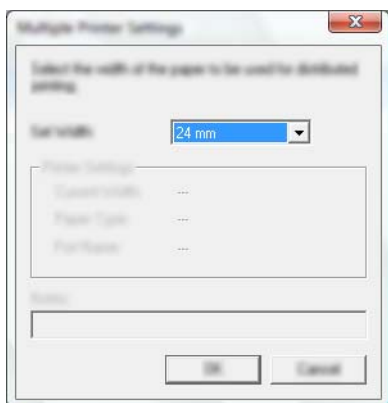 Multiple Printer Settings
Select the width of the paper to be used for distributed
printing.
Set Width: 24 mm
Printer Settings
Current Width: ---
Paper Type: ---
Port Name: ---
OK Cancel